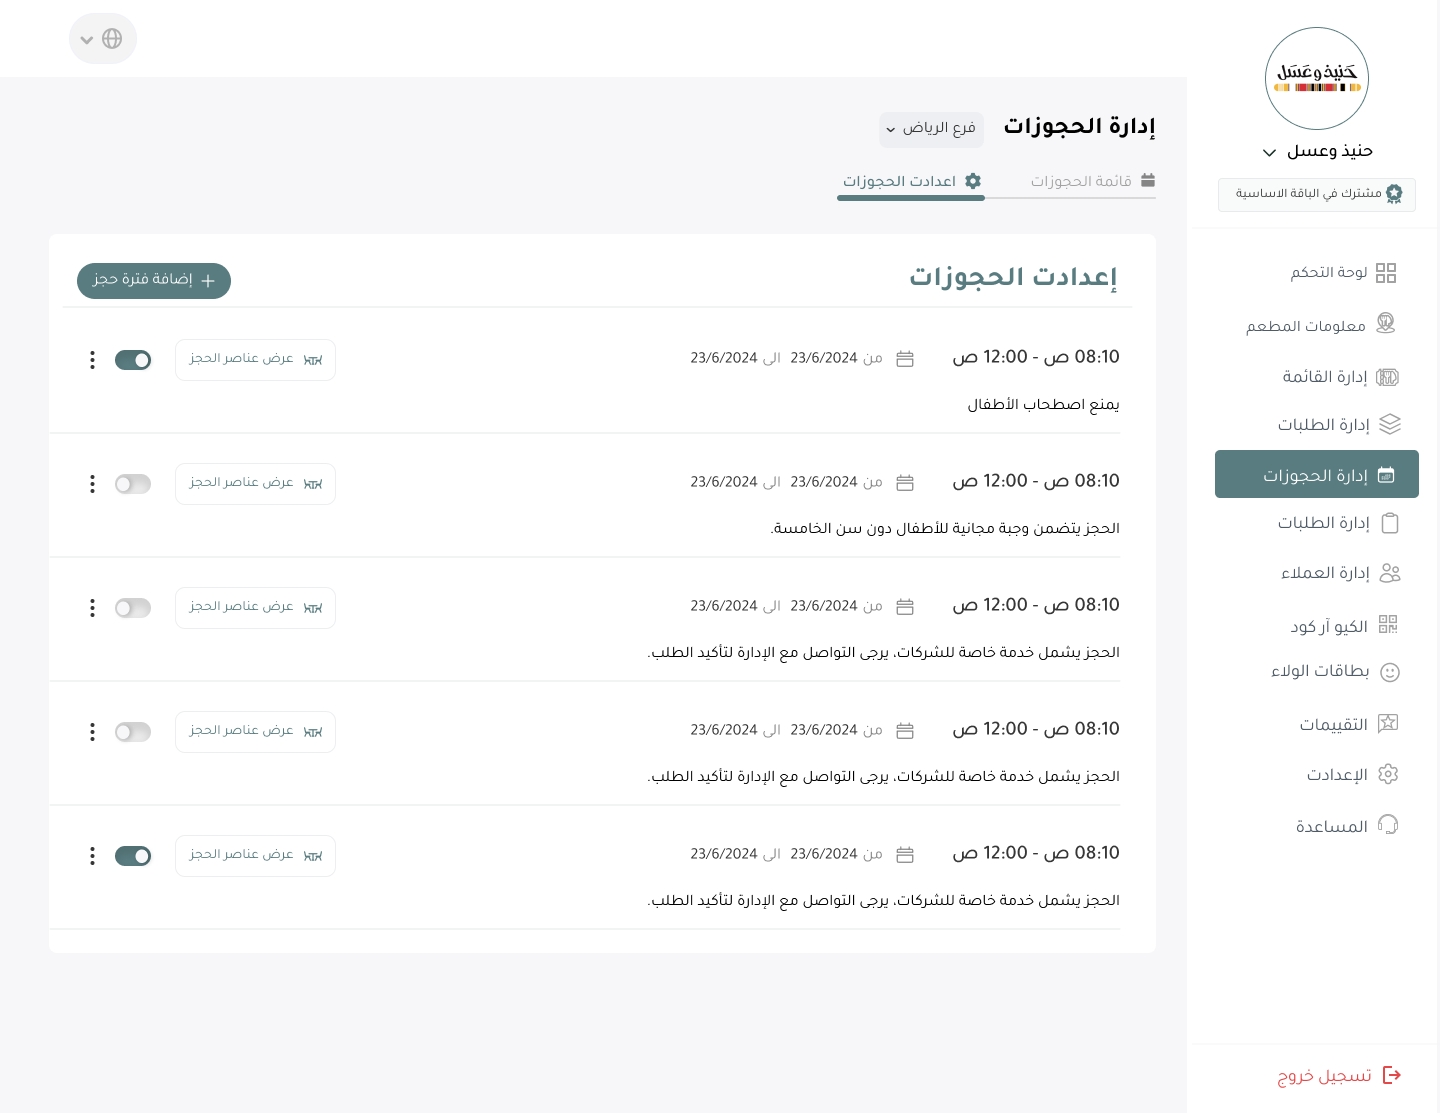 حنيذ وعسل
حنيذ وعسل
مشترك في الباقة الاساسية
لوحة التحكم
معلومات المطعم
إدارة القائمة
إدارة الطلبات
إدارة الحجوزات
إدارة الطلبات
إدارة العملاء
الكيو آر كود
بطاقات الولاء
التقييمات
الإعدادت
المساعدة
تسجيل خروج
إدارة الحجوزات
فرع الرياض
قائمة الحجوزات
اعدادت الحجوزات
إعدادت الحجوزات
إضافة فترة حجز
08:10 ص - 12:00 ص
من 23/6/2024 الى 23/6/2024
عرض عناصر الحجز
يمنع اصطحاب الأطفال
08:10 ص - 12:00 ص
من 23/6/2024 الى 23/6/2024
عرض عناصر الحجز
الحجز يتضمن وجبة مجانية للأطفال دون سن الخامسة.
08:10 ص - 12:00 ص
من 23/6/2024 الى 23/6/2024
عرض عناصر الحجز
الحجز يشمل خدمة خاصة للشركات، يرجى التواصل مع الإدارة لتأكيد الطلب.
08:10 ص - 12:00 ص
من 23/6/2024 الى 23/6/2024
عرض عناصر الحجز
الحجز يشمل خدمة خاصة للشركات، يرجى التواصل مع الإدارة لتأكيد الطلب.
08:10 ص - 12:00 ص
من 23/6/2024 الى 23/6/2024
عرض عناصر الحجز
الحجز يشمل خدمة خاصة للشركات، يرجى التواصل مع الإدارة لتأكيد الطلب.